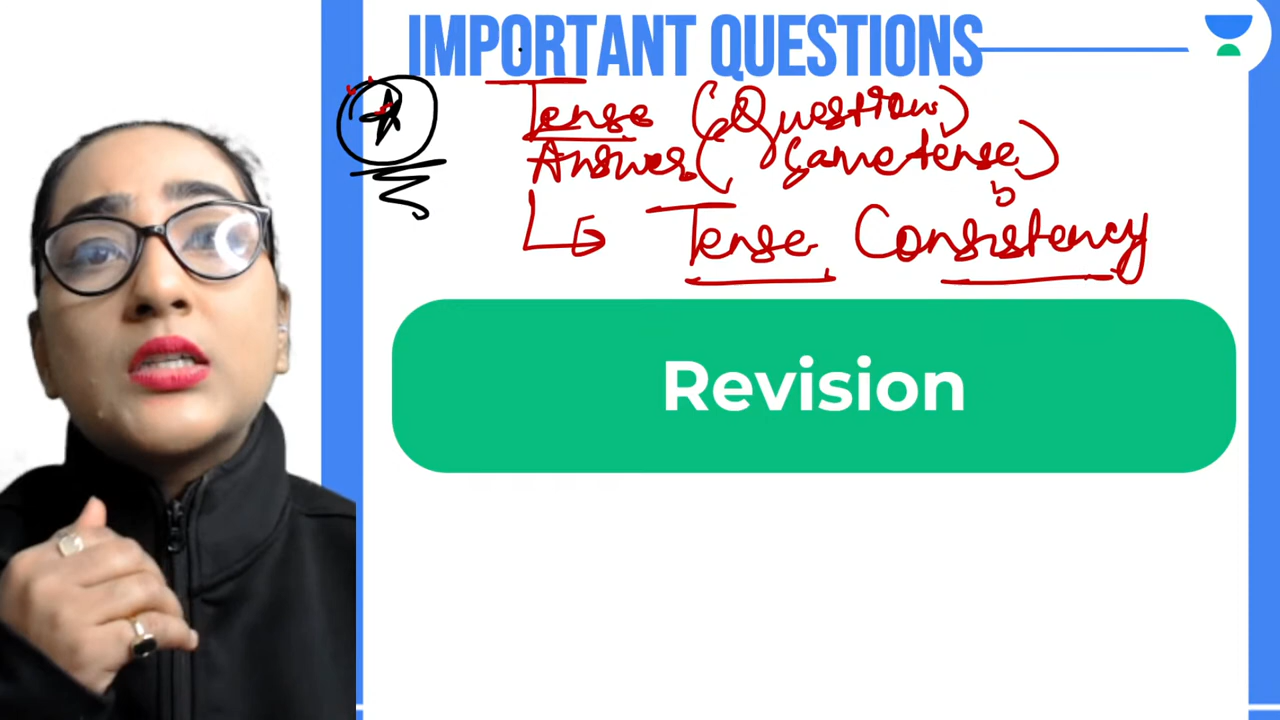 IMPORTANT QUESTIONS
Tense (Question)
Answer (Same tense)
Tense Consistency
Revision